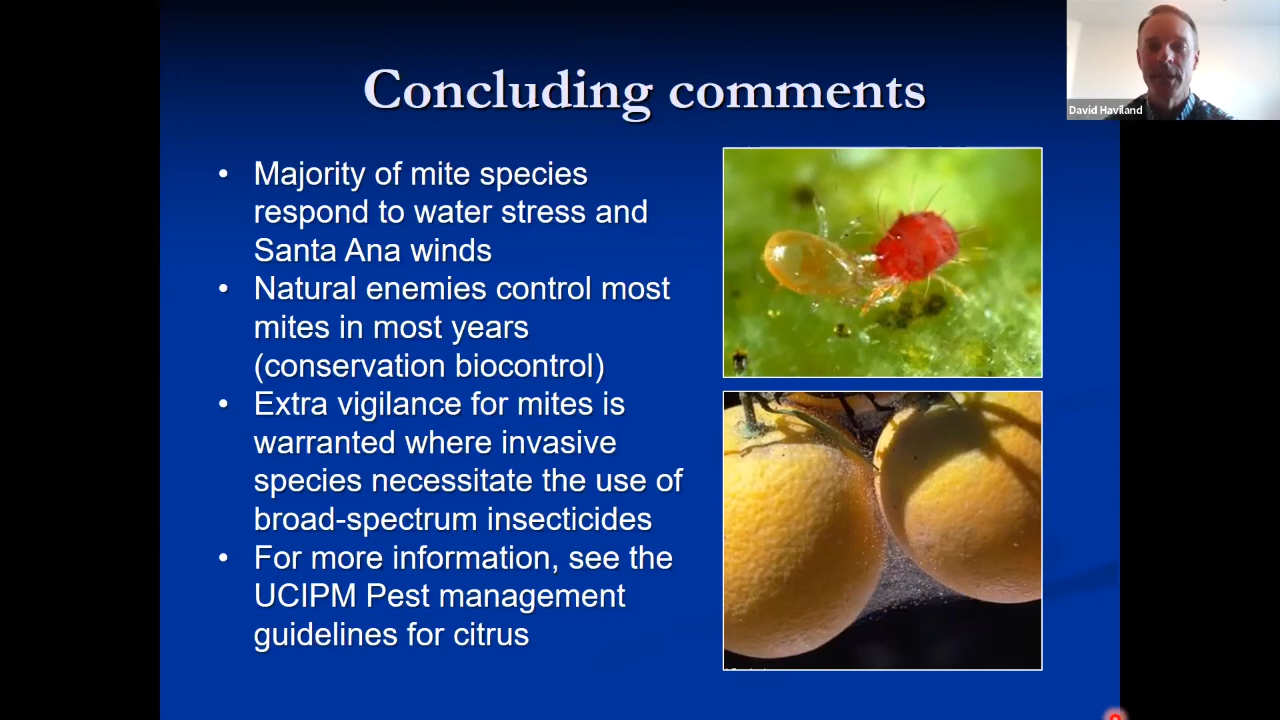 Concluding comments
David Haviland
• Majority of mite species
respond to water stress and
Santa Ana winds
• Natural enemies control most
mites in most years
(conservation biocontrol)
• Extra vigilance for mites is
warranted where invasive
species necessitate the use of
broad-spectrum insecticides
• For more information, see the
UCIPM Pest management
guidelines for citrus